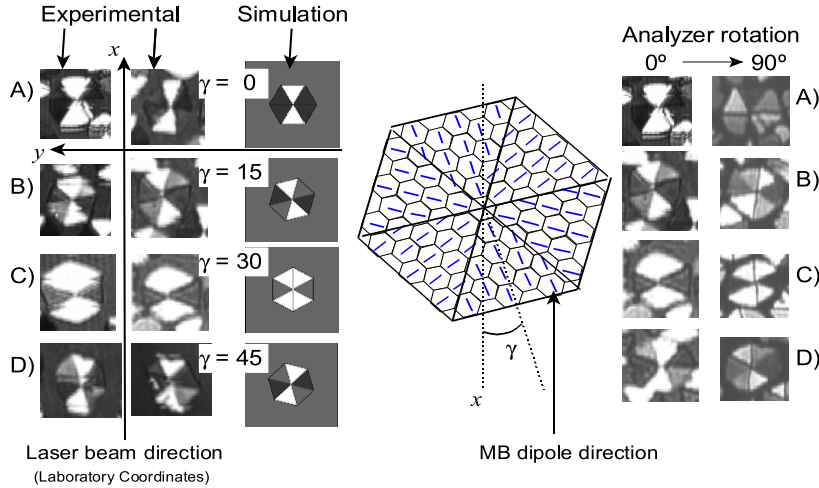 Experimental
Simulation
x
A)
γ = 0
y
B)
γ = 15
C)
γ = 30
D)
γ = 45
Laser beam direction
(Laboratory Coordinates)
γ
x
MB dipole direction
Analyzer rotation
0º
90º
A)
B)
C)
D)